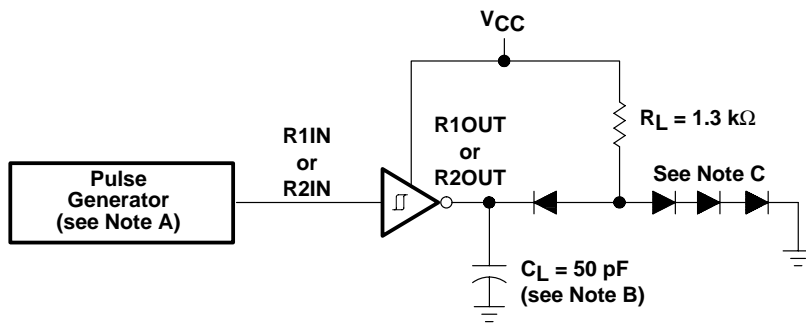 VCC
R1IN
or
R2IN
R1OUT
or
R2OUT
RL = 1.3 kΩ
See Note C
Pulse
Generator
(see Note A)
CL = 50 pF
(see Note B)